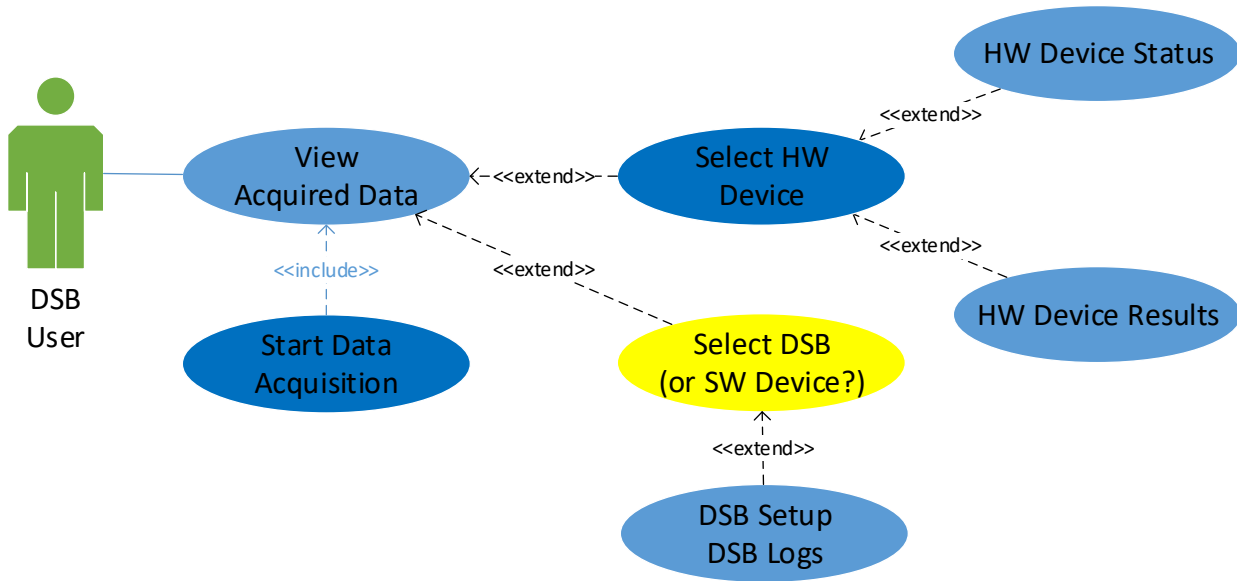 HW Device Status
<<extend>>
View
Acquired Data
<<extend>>
Select HW
Device
<<extend>>
<<include>>
<<extend>>
DSB
User
HW Device Results
Start Data
Acquisition
Select DSB
(or SW Device?)
<<extend>>
DSB Setup
DSB Logs